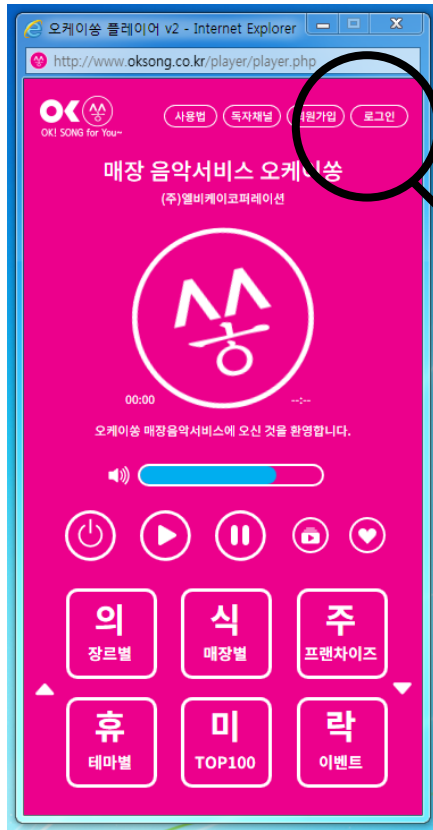 오케이쏭 플레이어 v2 - Internet Explorer
http://www.oksong.co.kr/player/player.php
OK 쏭
OK! SONG for You~
사용법 독자채널 회원가입 로그인
매장 음악서비스 오케이쏭
(주)엘비케이코퍼레이션
쏭
00:00 --:--
오케이쏭 매장음악서비스에 오신 것을 환영합니다.
의 식 주
장르별 매장별 프랜차이즈
휴 미 락
테마별 TOP100 이벤트